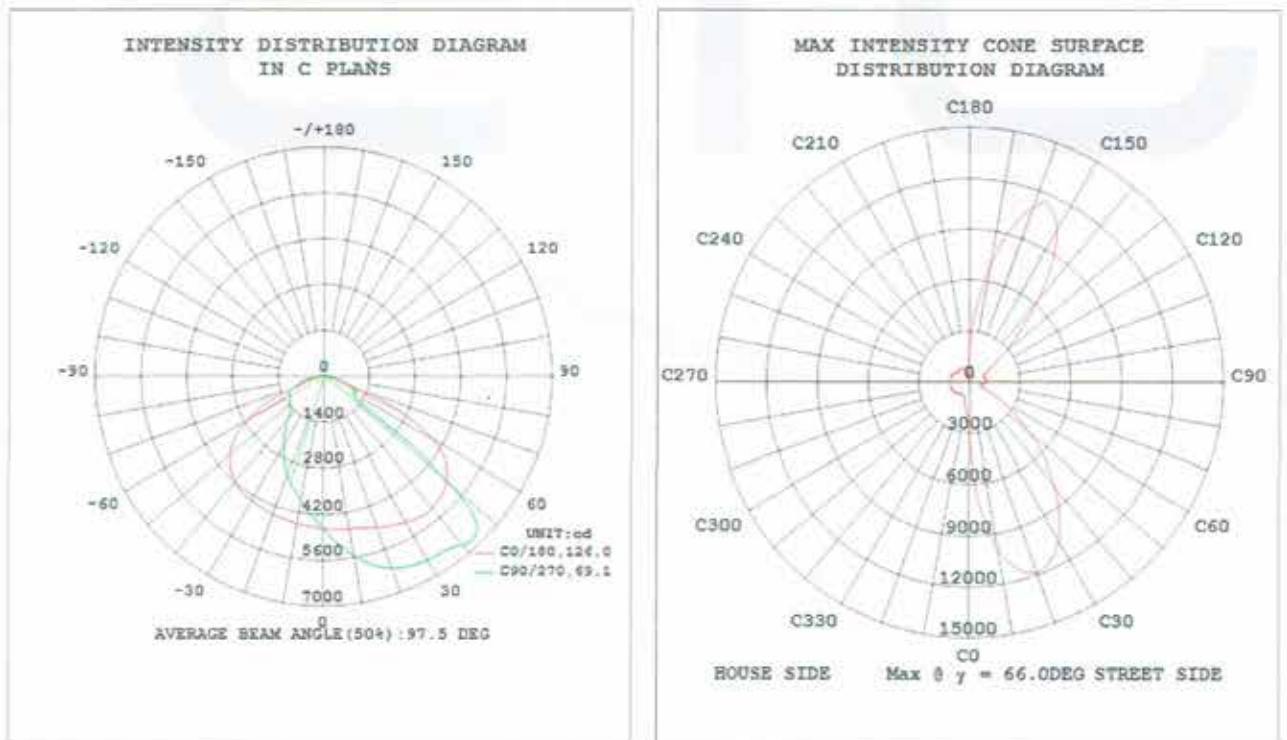 INTENSITY DISTRIBUTION DIAGRAM
IN C PLANS
-/+180
-150
150
-120
120
-90
0
90
1400
2800
-60
4200
60
UNIT:cd
5600
C0/180,126.0
C90/270,69.1
-30
30
7000
0
AVERAGE BEAM ANGLE(50%):97.5 DEG
MAX INTENSITY CONE SURFACE
DISTRIBUTION DIAGRAM
C180
C210
C150
C240
C120
C270
0
C90
3000
6000
C300
C60
9000
12000
C330
C30
15000
C0
HOUSE SIDE Max @ γ = 66.0DEG STREET SIDE